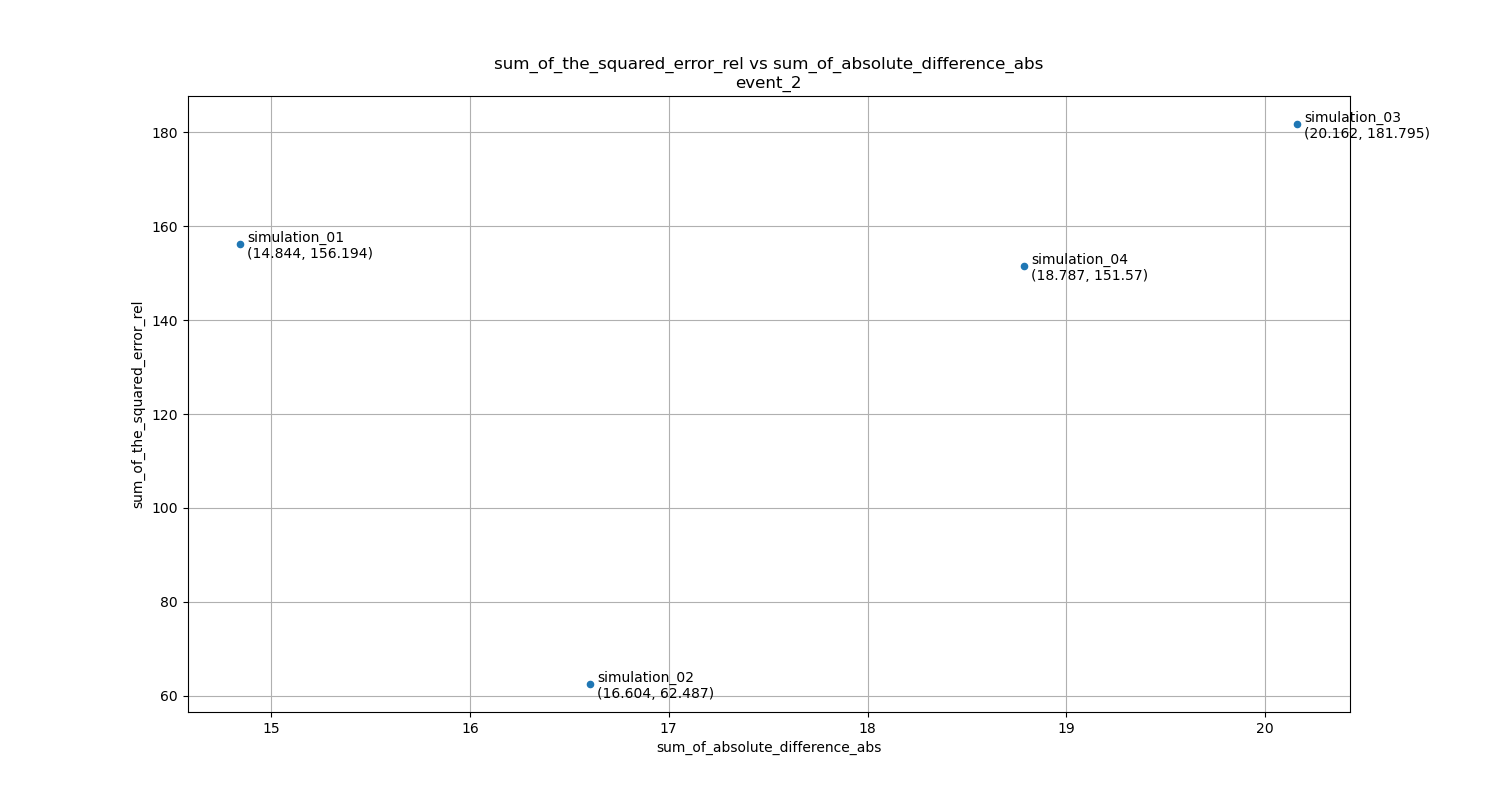 sum_of_the_squared_error_rel vs sum_of_absolute_difference_abs
event_2
sum_of_the_squared_error_rel
180
160
140
120
100
80
60
simulation_03
(20.162, 181.795)
simulation_01
(14.844, 156.194)
simulation_04
(18.787, 151.57)
simulation_02
(16.604, 62.487)
15 16 17 18 19 20
sum_of_absolute_difference_abs